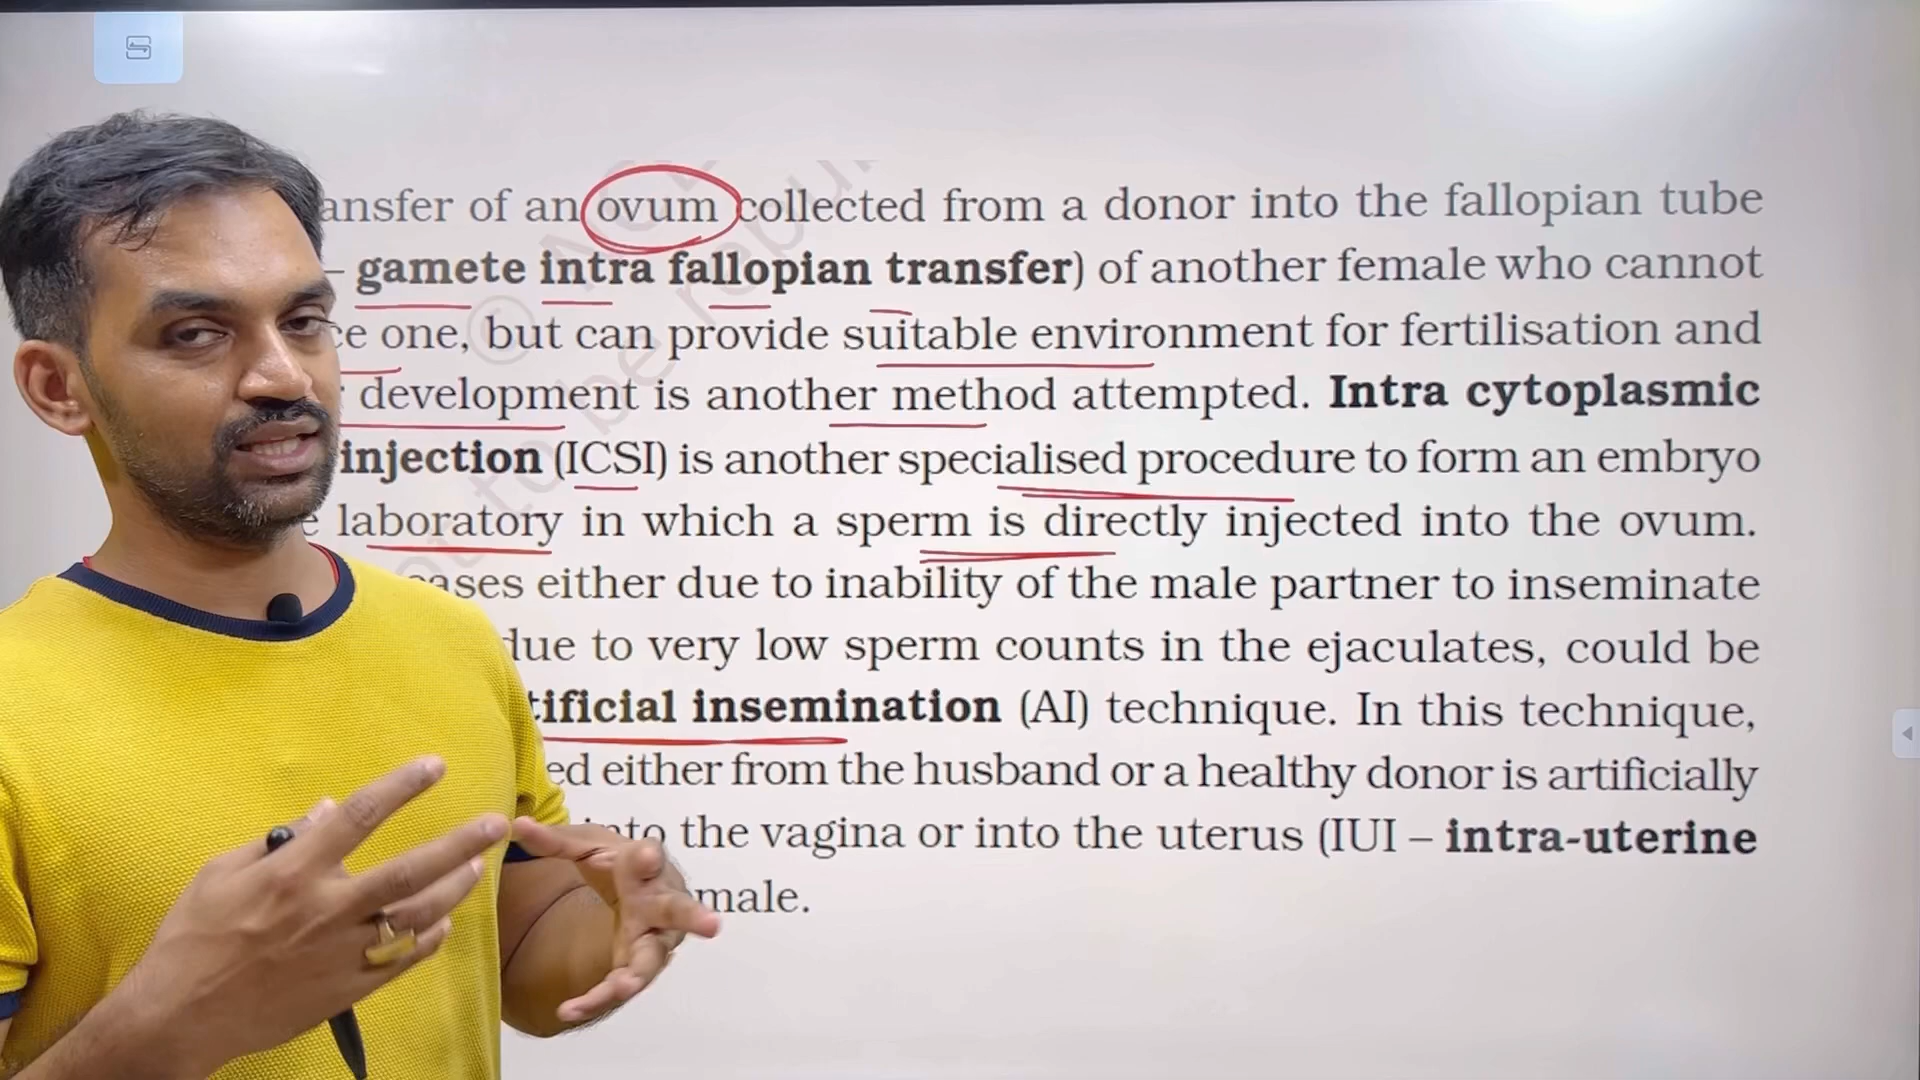 of an ovum collected from a donor into the fallopian tube
– gamete intra fallopian transfer) of another female who cannot
one, but can provide suitable environment for fertilisation and
development is another method attempted. Intra cytoplasmic
injection (ICSI) is another specialised procedure to form an embryo
laboratory in which a sperm is directly injected into the ovum.
either due to inability of the male partner to inseminate
due to very low sperm counts in the ejaculates, could be
insemination (AI) technique. In this technique,
either from the husband or a healthy donor is artificially
into the vagina or into the uterus (IUI – intra-uterine